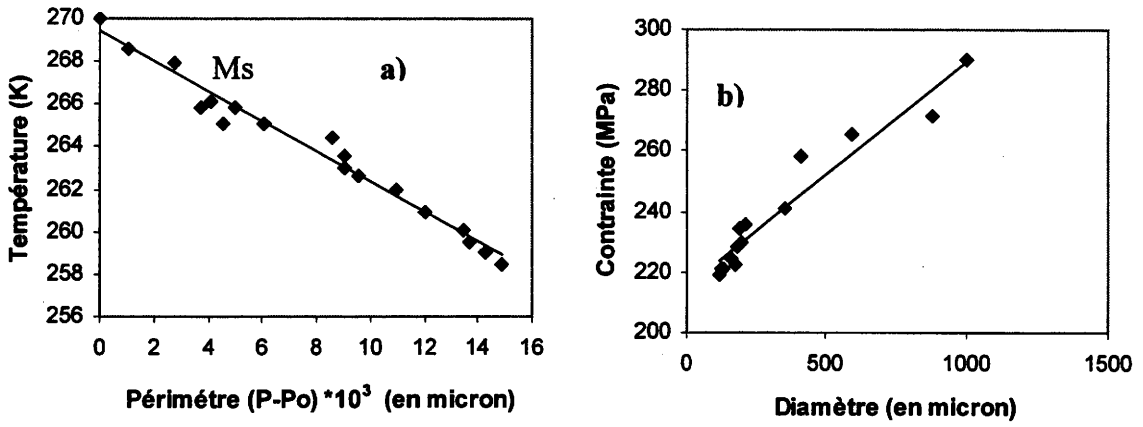 270
268
266
264
262
260
258
256
Température (K)
Ms
a)
0 2 4 6 8 10 12 14 16
Périmétre (P-Po) *10³ (en micron)
300
280
260
240
220
200
Contrainte (MPa)
b)
0 500 1000 1500
Diamètre (en micron)